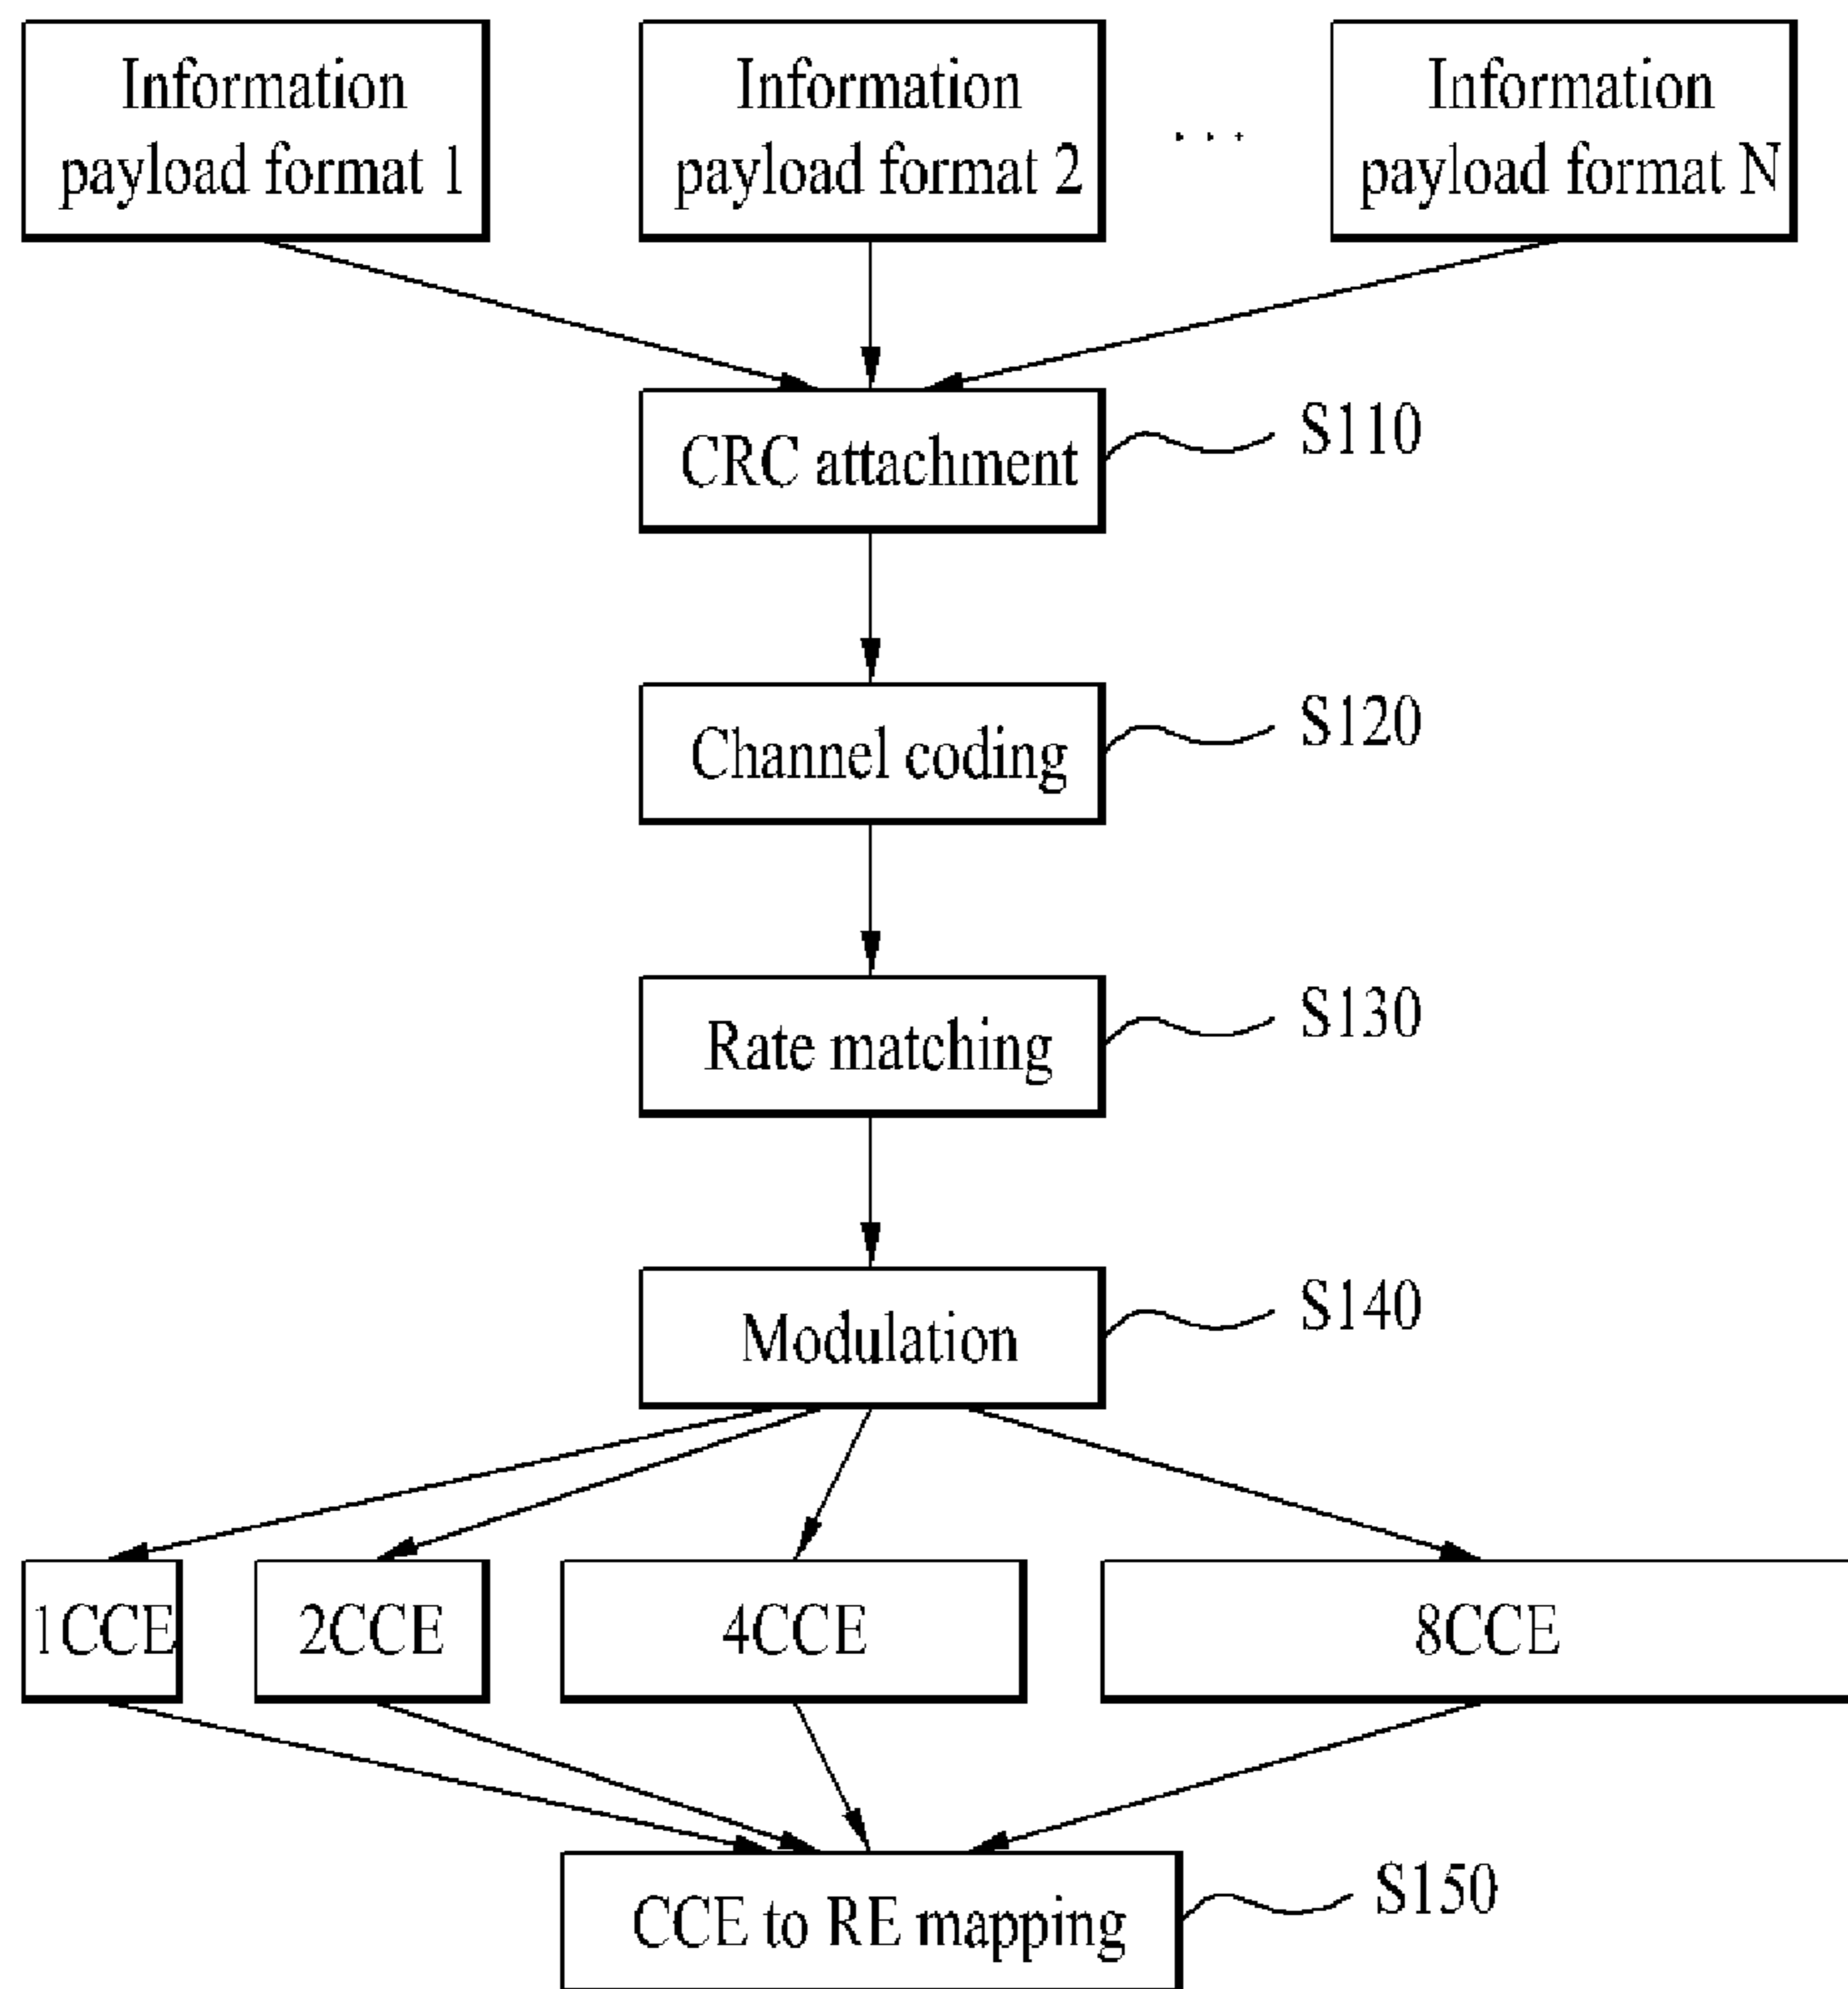 Information
payload format 1
Information
payload format 2
. . .
Information
payload format N
CRC attachment
S110
Channel coding
S120
Rate matching
S130
Modulation
S140
1CCE
2CCE
4CCE
8CCE
CCE to RE mapping
S150